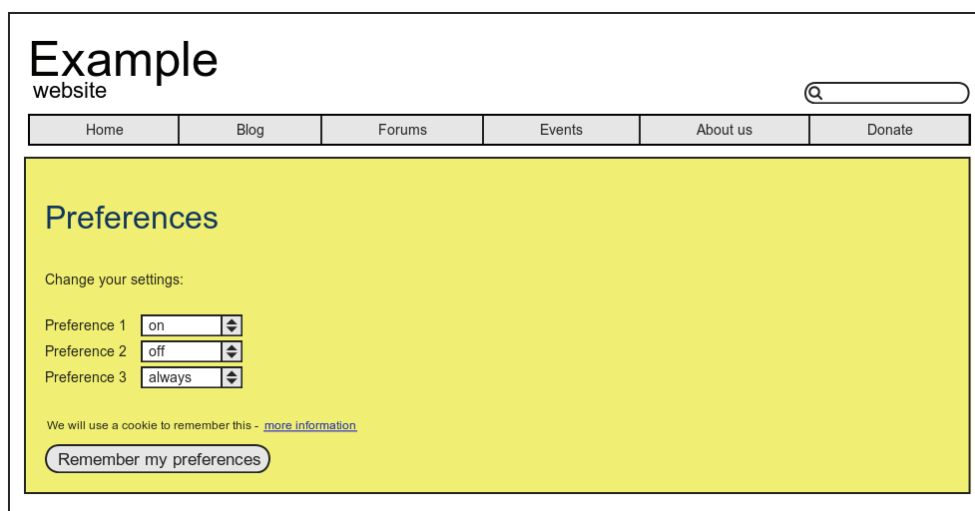 Example
website
Home Blog Forums Events About us Donate
Preferences
Change your settings:
Preference 1 on
Preference 2 off
Preference 3 always
We will use a cookie to remember this - more information
Remember my preferences